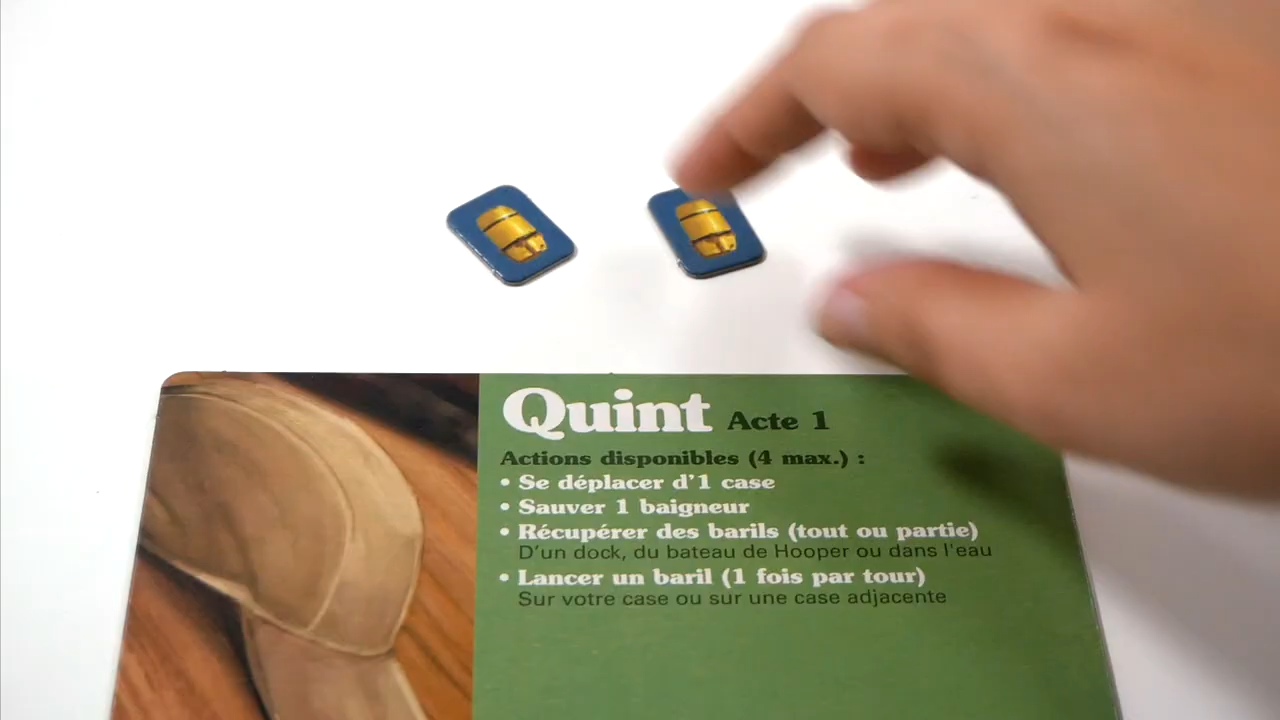 Quint Acte 1
Actions disponibles (4 max.) :
• Se déplacer d'1 case
• Sauver 1 baigneur
• Récupérer des barils (tout ou partie)
D'un dock, du bateau de Hooper ou dans l'eau
• Lancer un baril (1 fois par tour)
Sur votre case ou sur une case adjacente